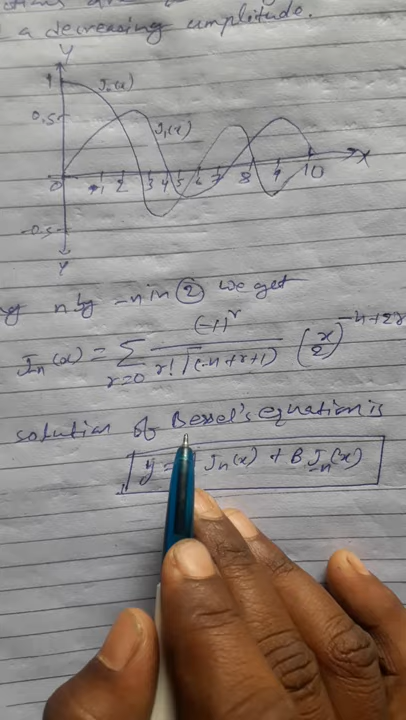 a decreasing amplitude.
Y
1
J₀(x)
0.5
J₁(x)
0 1 2 3 4 5 6 7 8 9 10 X
-0.5
Y
n by -n in ② we get
J₋ₙ(x) = ∑ r=0 (-1)^r / r! Γ(-n+r+1) (x/2)^-n+2r
solution of Bessel's equation is
y = Jₙ(x) + B J₋ₙ(x)